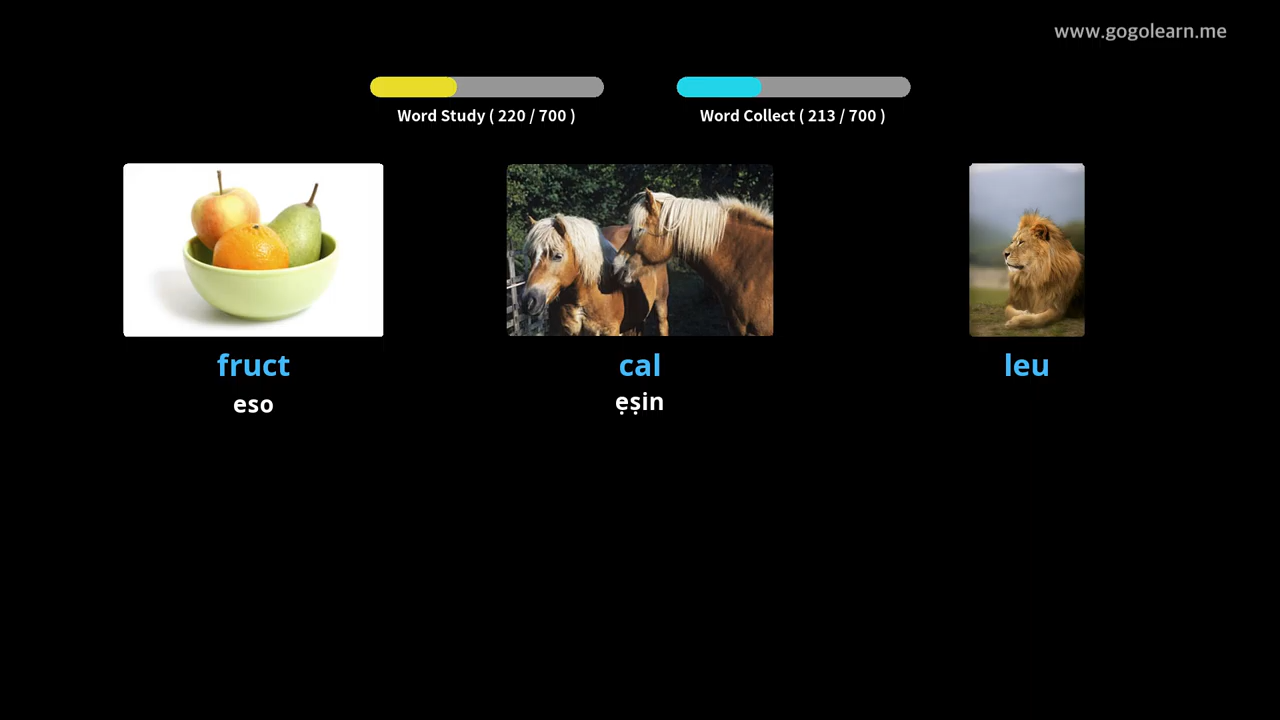 www.gogolearn.me
Word Study ( 220 / 700 )
Word Collect ( 213 / 700 )
fruct
cal
leu
eso
ẹṣin